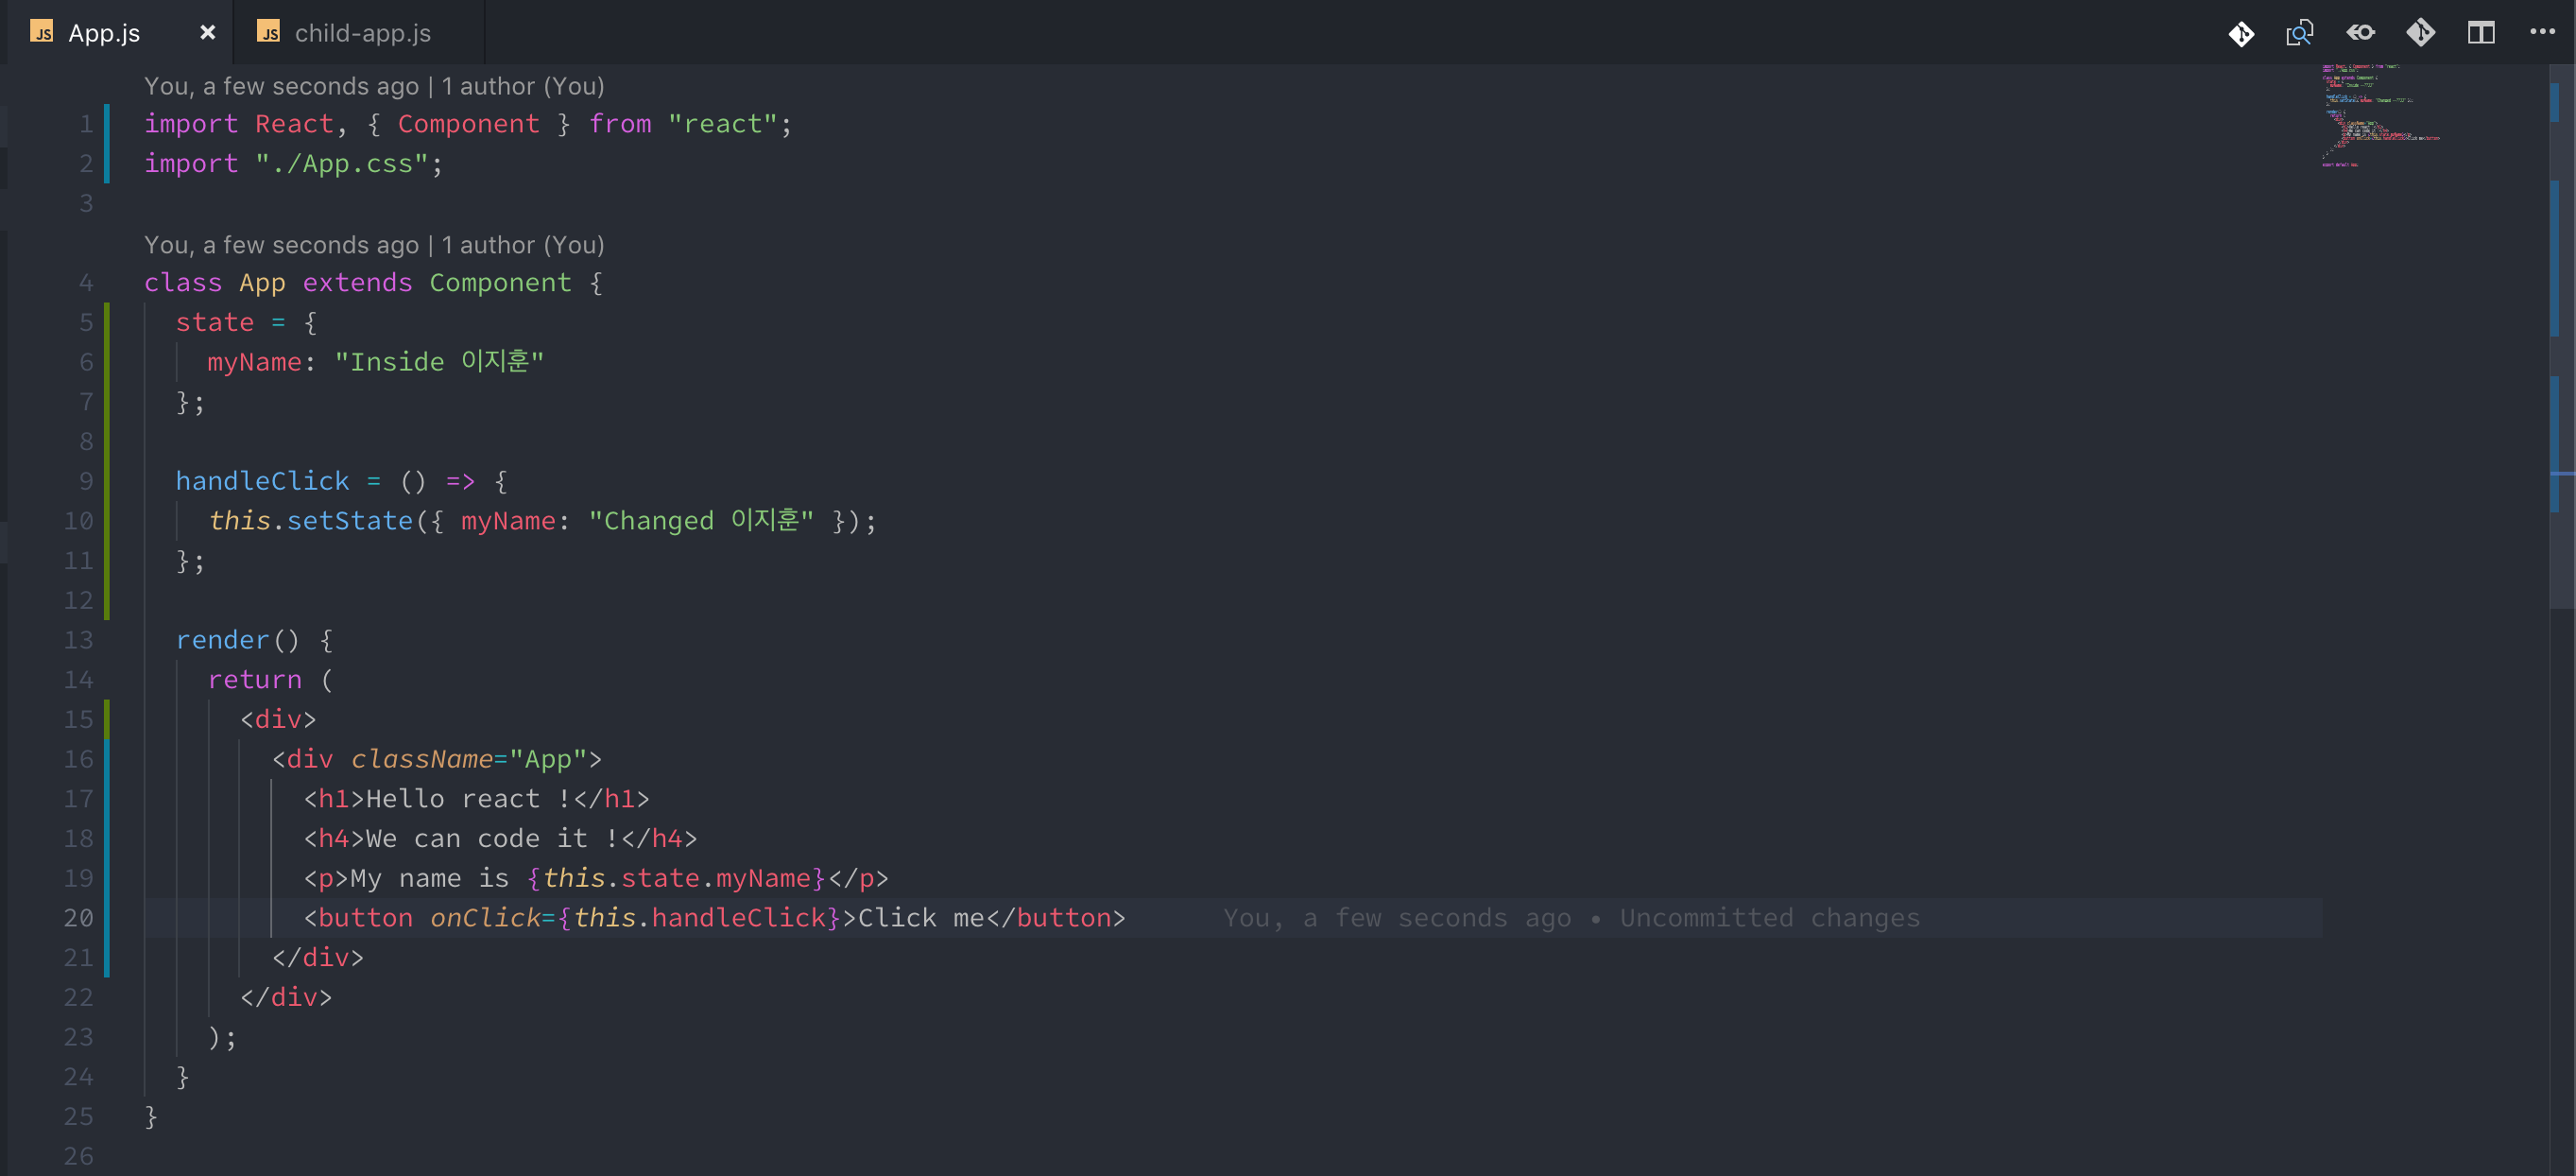 App.js
child-app.js
You, a few seconds ago | 1 author (You)
1 import React, { Component } from "react";
2 import "./App.css";
3
You, a few seconds ago | 1 author (You)
4 class App extends Component {
5 state = {
6 myName: "Inside 이지훈"
7 };
8
9 handleClick = () => {
10 this.setState({ myName: "Changed 이지훈" });
11 };
12
13 render() {
14 return (
15 <div>
16 <div className="App">
17 <h1>Hello react !</h1>
18 <h4>We can code it !</h4>
19 <p>My name is {this.state.myName}</p>
20 <button onClick={this.handleClick}>Click me</button> You, a few seconds ago • Uncommitted changes
21 </div>
22 </div>
23 );
24 }
25 }
26